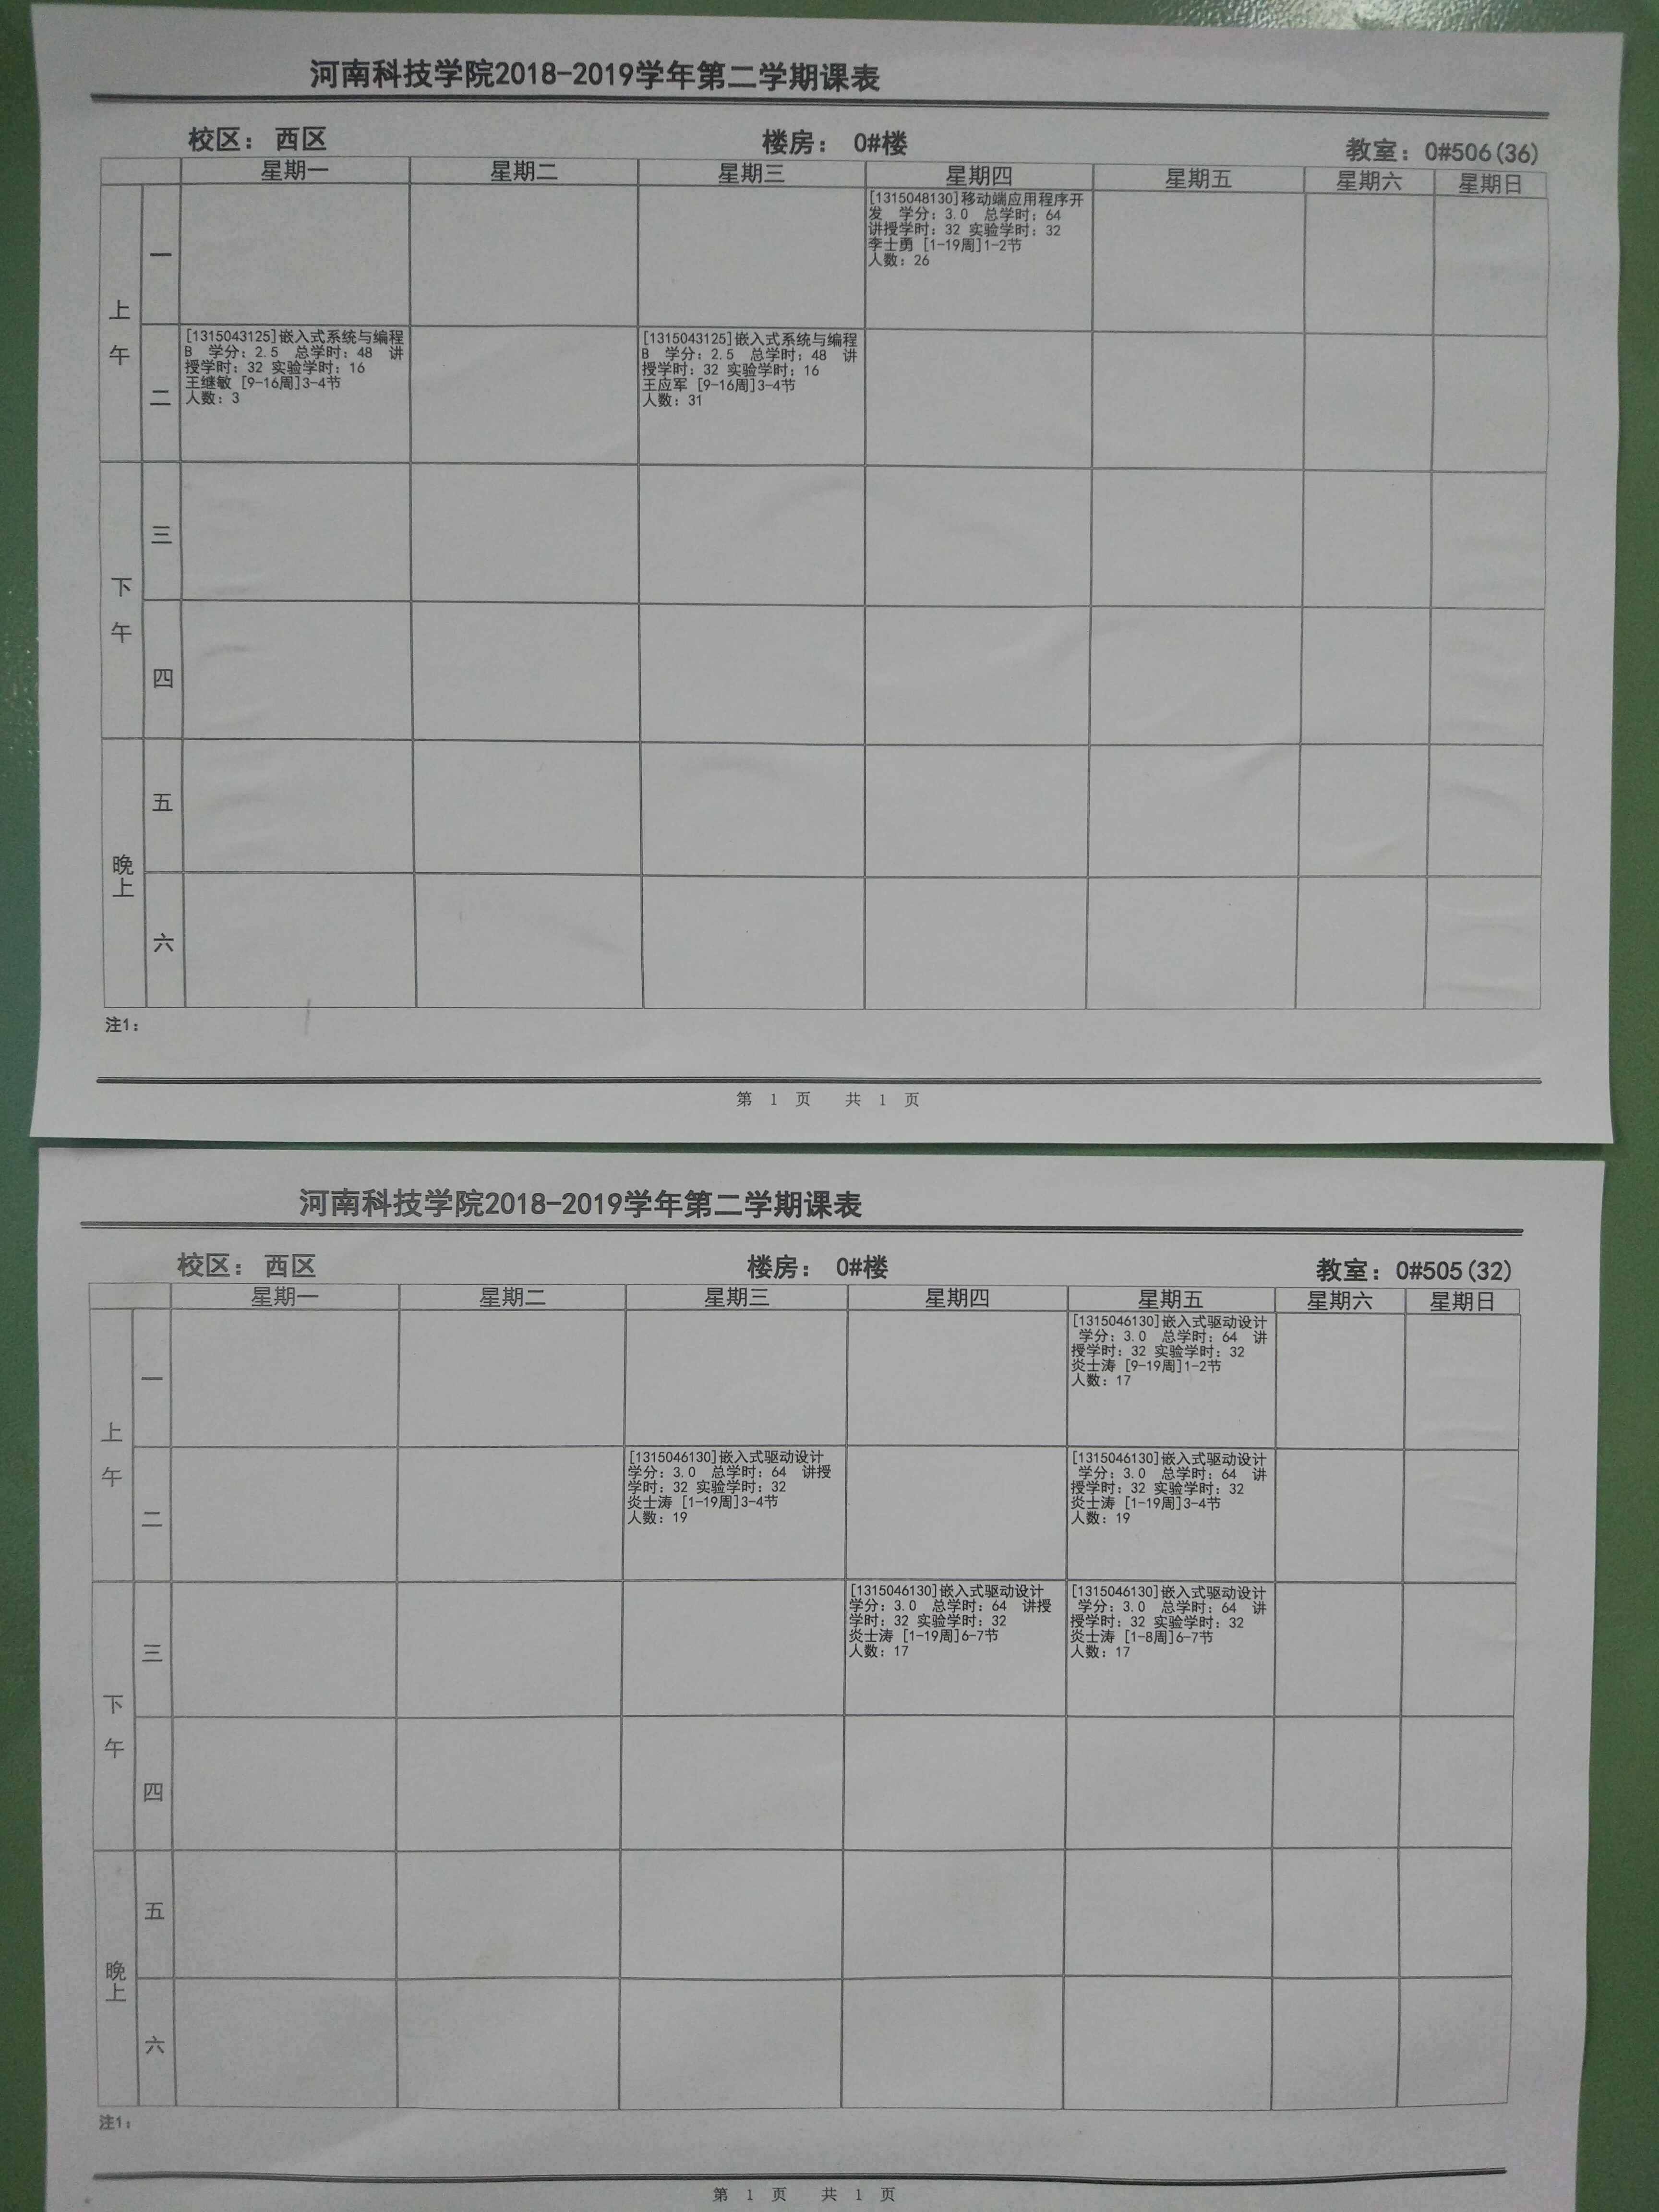 河南科技学院2018-2019学年第二学期课表
校区： 西区 楼房： 0#楼 教室：0#506(36)
星期一 星期二 星期三 星期四 星期五 星期六 星期日
上午
一
[1315048130]移动端应用程序开
发 学分：3.0 总学时：64
讲授学时：32 实验学时：32
李士勇 [1-19周]1-2节
人数：26
二
[1315043125]嵌入式系统与编程
B 学分：2.5 总学时：48 讲
授学时：32 实验学时：16
王继敏 [9-16周]3-4节
人数：3
[1315043125]嵌入式系统与编程
B 学分：2.5 总学时：48 讲
授学时：32 实验学时：16
王应军 [9-16周]3-4节
人数：31
下午
三
四
晚上
五
六
注1：
第 1 页 共 1 页
河南科技学院2018-2019学年第二学期课表
校区： 西区 楼房： 0#楼 教室：0#505(32)
星期一 星期二 星期三 星期四 星期五 星期六 星期日
上午
一
[1315046130]嵌入式驱动设计
学分：3.0 总学时：64 讲
授学时：32 实验学时：32
炎士涛 [9-19周]1-2节
人数：17
二
[1315046130]嵌入式驱动设计
学分：3.0 总学时：64 讲授
学时：32 实验学时：32
炎士涛 [1-19周]3-4节
人数：19
[1315046130]嵌入式驱动设计
学分：3.0 总学时：64 讲
授学时：32 实验学时：32
炎士涛 [1-19周]3-4节
人数：19
下午
三
[1315046130]嵌入式驱动设计
学分：3.0 总学时：64 讲授
学时：32 实验学时：32
炎士涛 [1-19周]6-7节
人数：17
[1315046130]嵌入式驱动设计
学分：3.0 总学时：64 讲
授学时：32 实验学时：32
炎士涛 [1-8周]6-7节
人数：17
四
晚上
五
六
注1：
第 1 页 共 1 页